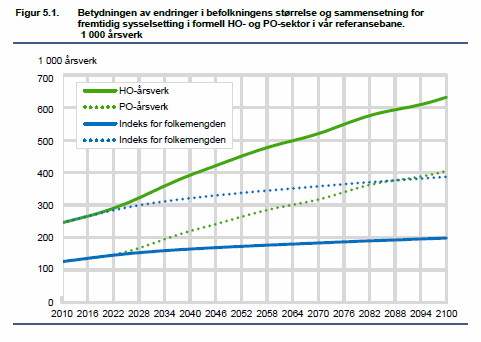 Figur 5.1. Betydningen av endringer i befolkningens størrelse og sammensetning for
fremtidig sysselsetting i formell HO- og PO-sektor i vår referansebane.
1 000 årsverk
1 000 årsverk
700
600
500
400
300
200
100
0
HO-årsverk
PO-årsverk
Indeks for folkemengden
Indeks for folkemengden
2010 2016 2022 2028 2034 2040 2046 2052 2058 2064 2070 2076 2082 2088 2094 2100